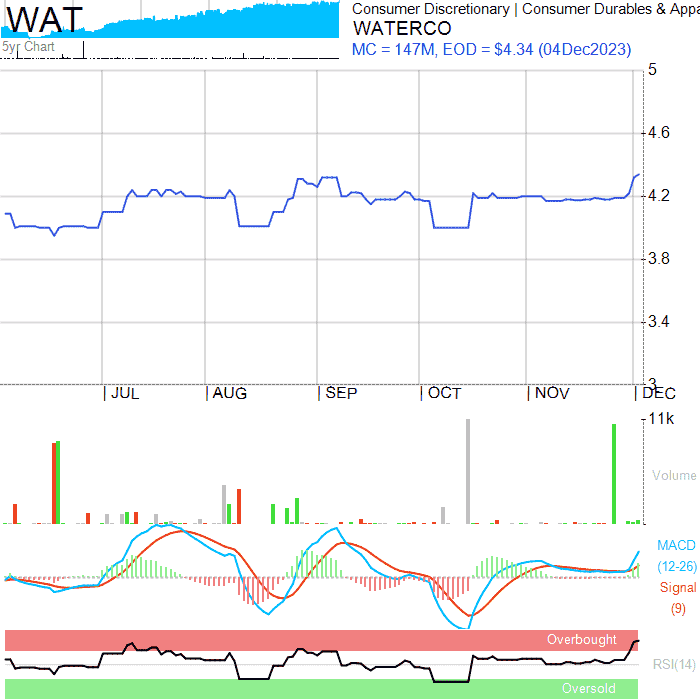 WAT
Consumer Discretionary | Consumer Durables & Appa
WATERCO
5yr Chart
MC = 147M, EOD = $4.34 (04Dec2023)
5
4.6
4.2
3.8
3.4
3
| JUL | AUG | SEP | OCT | NOV | DEC
11k
Volume
MACD
(12-26)
Signal
(9)
Overbought
RSI(14)
Oversold